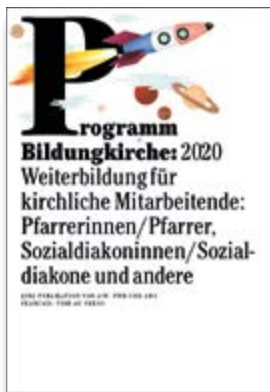 Programm
Bildungkirche: 2020
Weiterbildung für
kirchliche Mitarbeitende:
Pfarrerinnen/Pfarrer,
Sozialdiakoninnen/Sozial-
diakone und andere